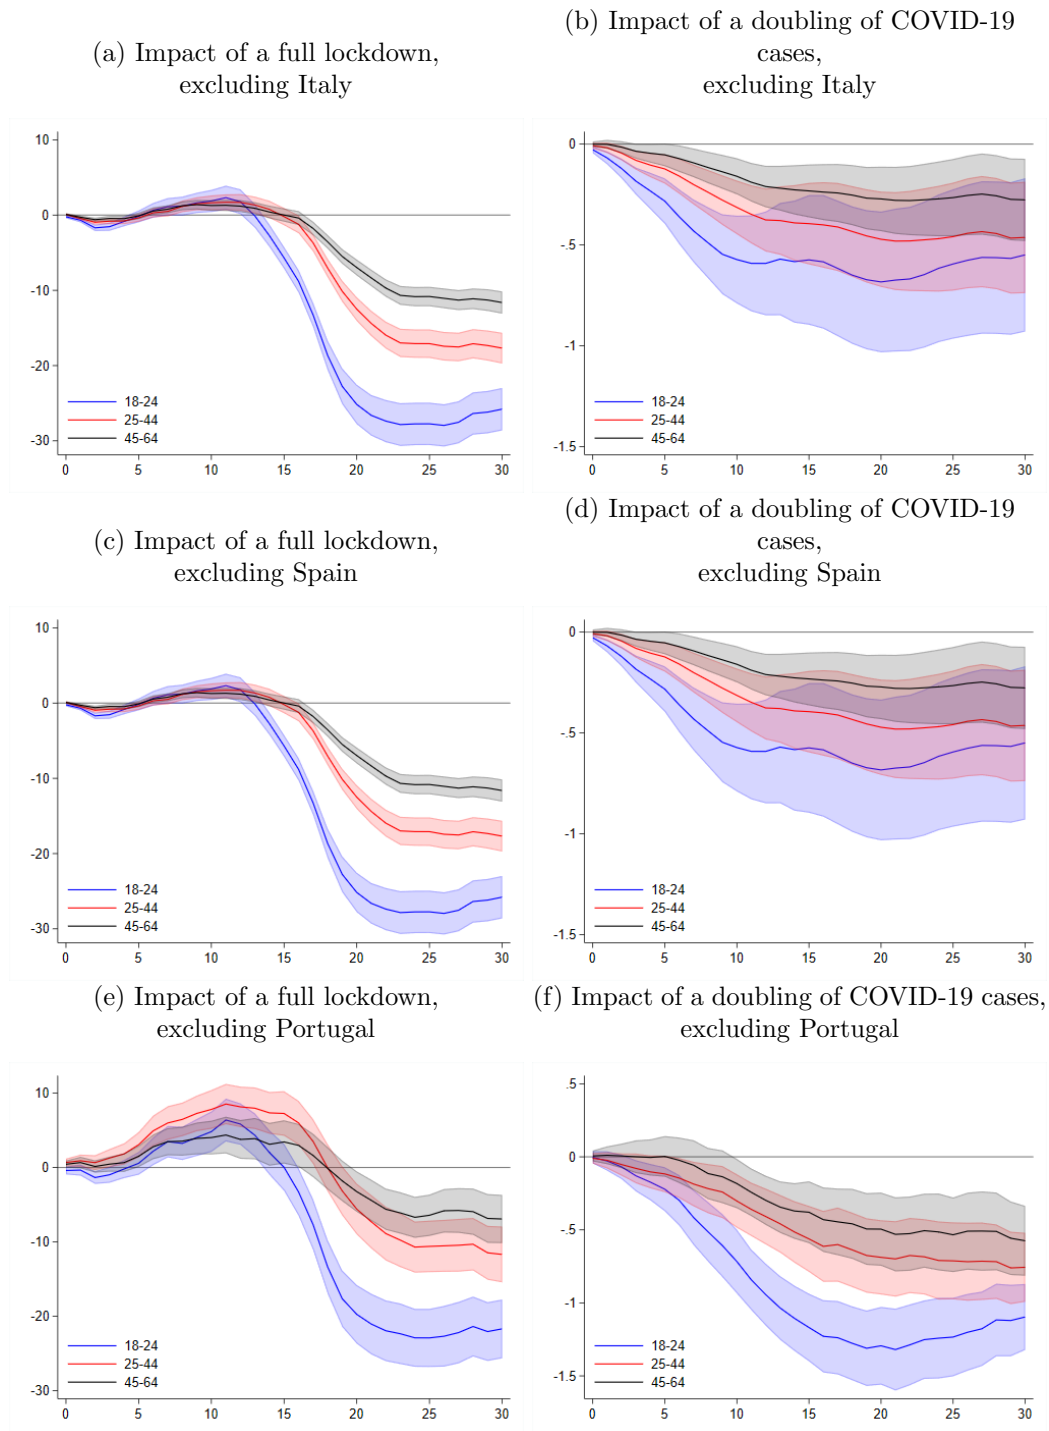 (a) Impact of a full lockdown,
excluding Italy
(b) Impact of a doubling of COVID-19
cases,
excluding Italy
10
0
-10
-20
-30
18-24
25-44
45-64
0 5 10 15 20 25 30
0
-.5
-1
-1.5
18-24
25-44
45-64
0 5 10 15 20 25 30
(c) Impact of a full lockdown,
excluding Spain
(d) Impact of a doubling of COVID-19
cases,
excluding Spain
10
0
-10
-20
-30
18-24
25-44
45-64
0 5 10 15 20 25 30
0
-.5
-1
-1.5
18-24
25-44
45-64
0 5 10 15 20 25 30
(e) Impact of a full lockdown,
excluding Portugal
(f) Impact of a doubling of COVID-19 cases,
excluding Portugal
10
0
-10
-20
-30
18-24
25-44
45-64
0 5 10 15 20 25 30
.5
0
-.5
-1
-1.5
18-24
25-44
45-64
0 5 10 15 20 25 30